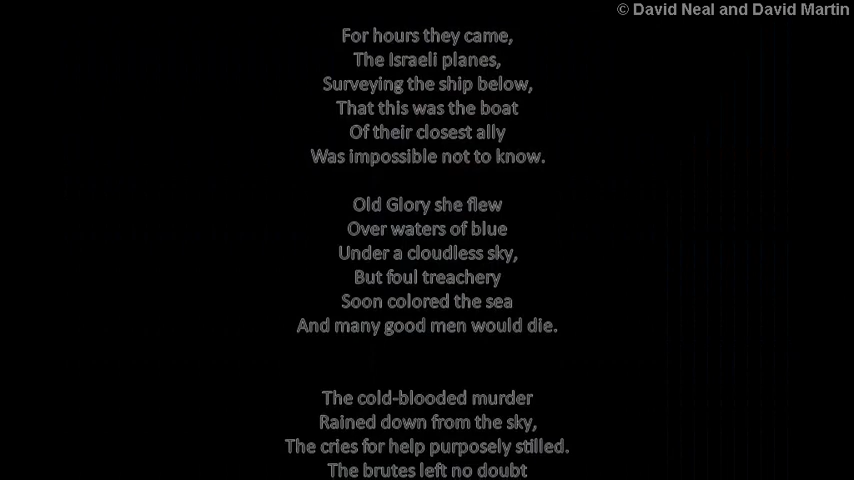 © David Neal and David Martin
For hours they came,
The Israeli planes,
Surveying the ship below,
That this was the boat
Of their closest ally
Was impossible not to know.
Old Glory she flew
Over waters of blue
Under a cloudless sky,
But foul treachery
Soon colored the sea
And many good men would die.
The cold-blooded murder
Rained down from the sky,
The cries for help purposely stilled.
The brutes left no doubt